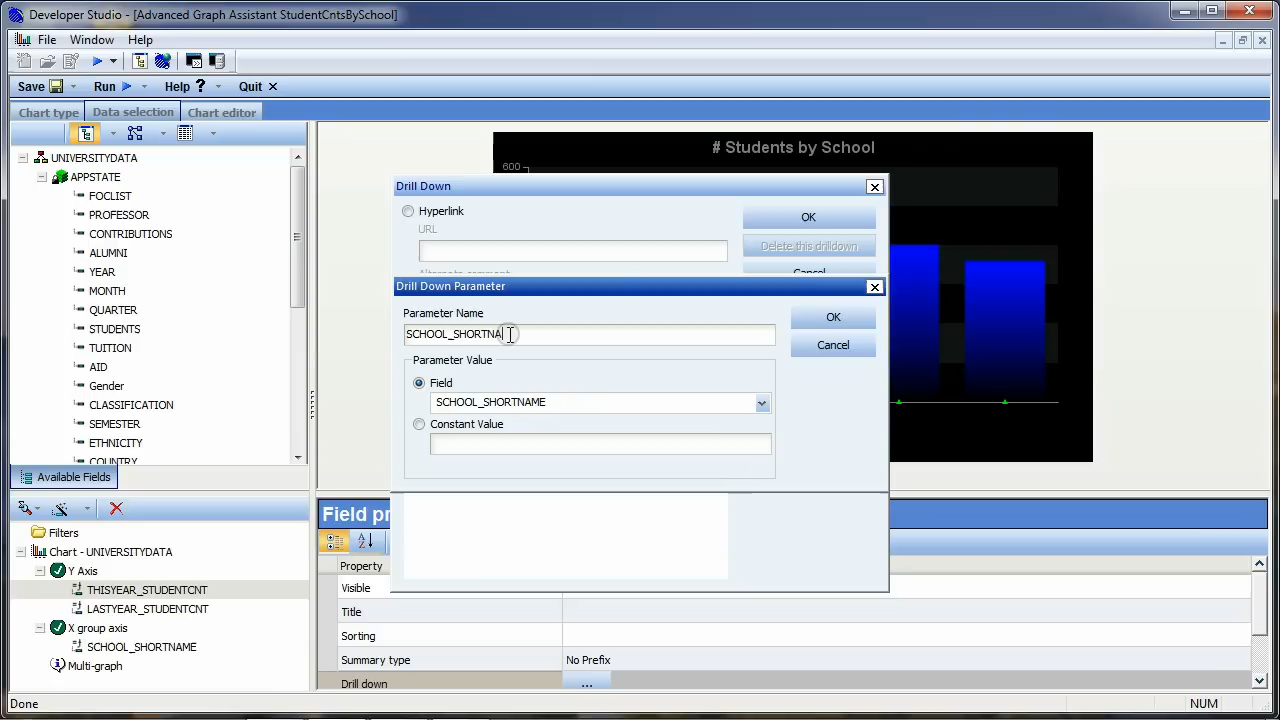 Developer Studio - [Advanced Graph Assistant StudentCntsBySchool]
File Window Help
Save Run Help ? Quit
Chart type Data selection Chart editor
UNIVERSITYDATA
APPSTATE
FOCLIST
PROFESSOR
CONTRIBUTIONS
ALUMNI
YEAR
MONTH
QUARTER
STUDENTS
TUITION
AID
Gender
CLASSIFICATION
SEMESTER
ETHNICITY
COUNTRY
Available Fields
Filters
Chart - UNIVERSITYDATA
Y Axis
THISYEAR_STUDENTCNT
LASTYEAR_STUDENTCNT
X group axis
SCHOOL_SHORTNAME
Multi-graph
# Students by School
600
Drill Down
Hyperlink
URL
Alternate comment
OK
Delete this drilldown
Cancel
Drill Down Parameter
Parameter Name
SCHOOL_SHORTNA
OK
Cancel
Parameter Value
Field
SCHOOL_SHORTNAME
Constant Value
Field pr
Property
Visible
Title
Sorting
Summary type No Prefix
Drill down ...
Done NUM